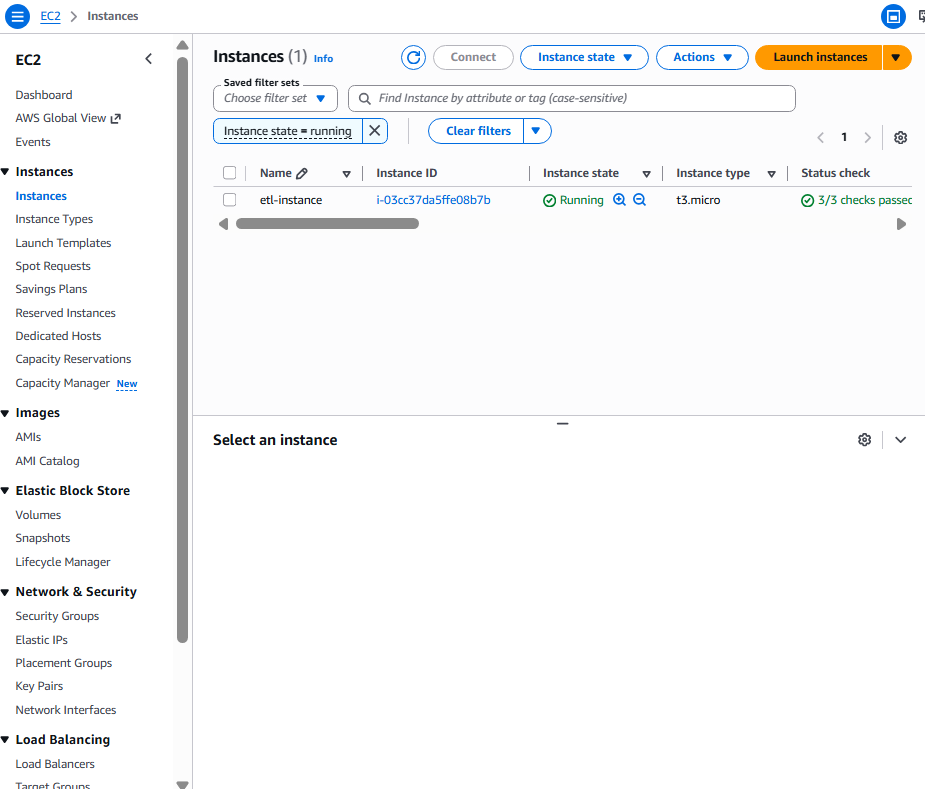 EC2 Instances
EC2
Dashboard
AWS Global View
Events
Instances
Instances
Instance Types
Launch Templates
Spot Requests
Savings Plans
Reserved Instances
Dedicated Hosts
Capacity Reservations
Capacity Manager New
Images
AMIs
AMI Catalog
Elastic Block Store
Volumes
Snapshots
Lifecycle Manager
Network & Security
Security Groups
Elastic IPs
Placement Groups
Key Pairs
Network Interfaces
Load Balancing
Load Balancers
Target Groups
Instances (1) Info
Connect
Instance state
Actions
Launch instances
Saved filter sets
Choose filter set
Find Instance by attribute or tag (case-sensitive)
Instance state = running
Clear filters
1
Name Instance ID Instance state Instance type Status check
etl-instance i-03cc37da5ffe08b7b Running t3.micro 3/3 checks passed
Select an instance